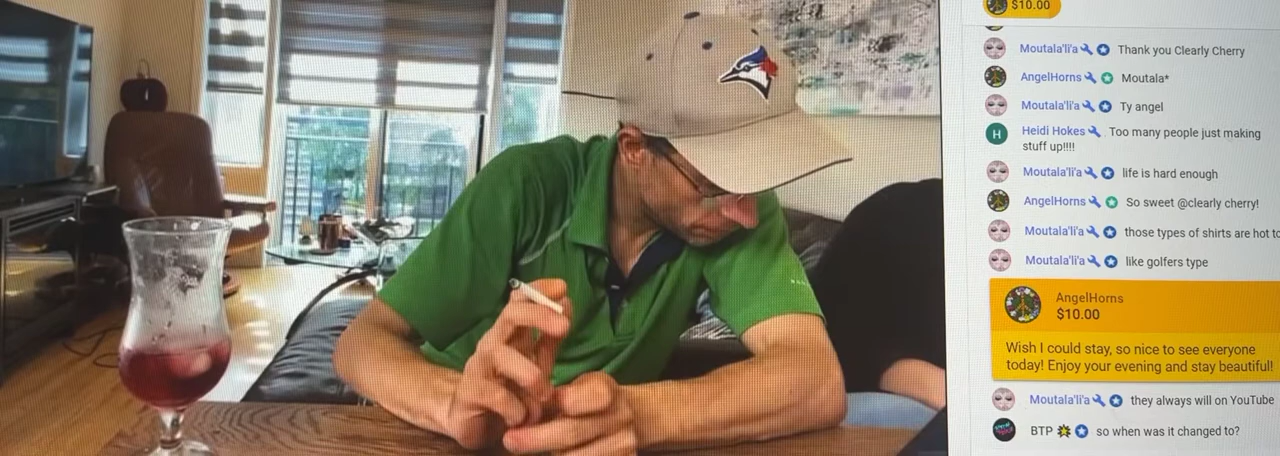 $10.00
Moutala'li'a Thank you Clearly Cherry
AngelHorns Moutala*
Moutala'li'a Ty angel
H Heidi Hokes Too many people just making
stuff up!!!!
Moutala'li'a life is hard enough
AngelHorns So sweet @clearly cherry!
Moutala'li'a those types of shirts are hot to
Moutala'li'a like golfers type
AngelHorns
$10.00
Wish I could stay, so nice to see everyone
today! Enjoy your evening and stay beautiful!
Moutala'li'a they always will on YouTube
BTP so when was it changed to?